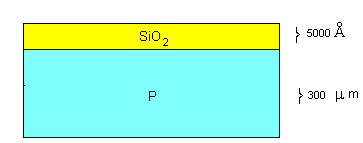 SiO2
} 5000 Å
P
} 300 μm